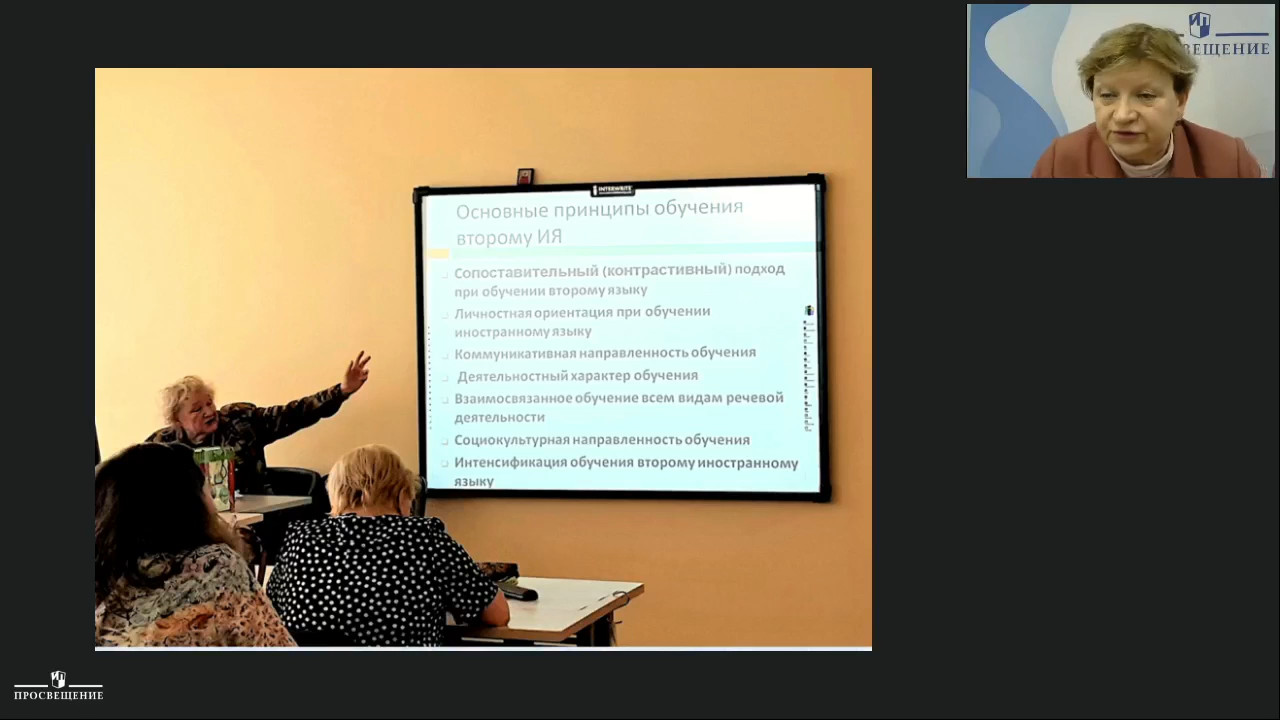 ИП
СВЕЩЕНИЕ
INTERWRITE
Основные принципы обучения
второму ИЯ
Сопоставительный (контрастивный) подход
при обучении второму языку
Личностная ориентация при обучении
иностранному языку
Коммуникативная направленность обучения
Деятельностный характер обучения
Взаимосвязанное обучение всем видам речевой
деятельности
Социокультурная направленность обучения
Интенсификация обучения второму иностранному
языку
ПРОСВЕЩЕНИЕ